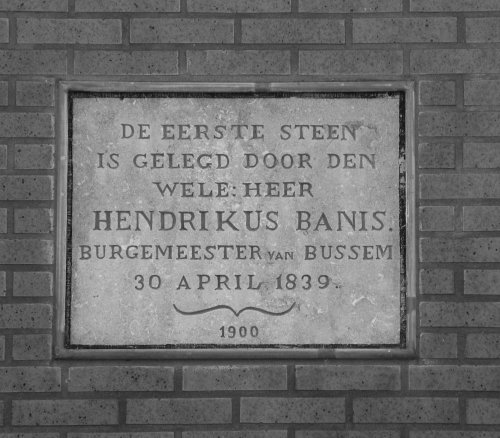 DE EERSTE STEEN
IS GELEGD DOOR DEN
WELE: HEER
HENDRIKUS BANIS.
BURGEMEESTER VAN BUSSEM
30 APRIL 1839.
1900